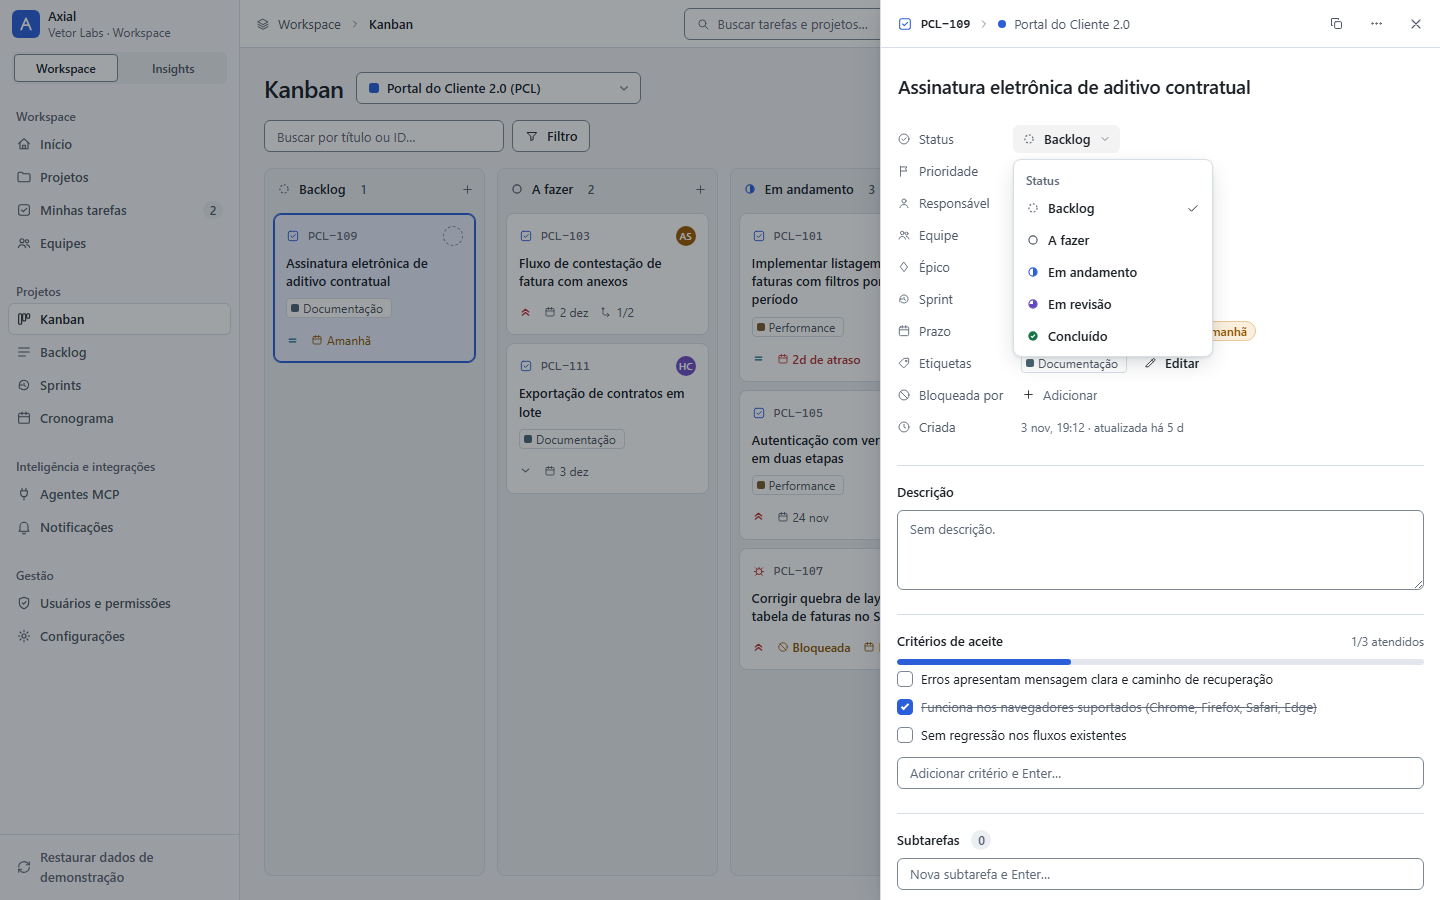 Axial
Vetor Labs · Workspace
Workspace
Insights
Workspace
Início
Projetos
Minhas tarefas
2
Equipes
Projetos
Kanban
Backlog
Sprints
Cronograma
Inteligência e integrações
Agentes MCP
Notificações
Gestão
Usuários e permissões
Configurações
Restaurar dados de
demonstração
Workspace
Kanban
Buscar tarefas e projetos...
Kanban
Portal do Cliente 2.0 (PCL)
Buscar por título ou ID...
Filtro
Backlog 1
PCL-109
Assinatura eletrônica de
aditivo contratual
Documentação
Amanhã
A fazer 2
PCL-103
AS
Fluxo de contestação de
fatura com anexos
2 dez
1/2
PCL-111
HC
Exportação de contratos em
lote
Documentação
3 dez
Em andamento 3
PCL-101
Implementar listagem
faturas com filtros po
período
Performance
2d de atraso
PCL-105
Autenticação com ver
em duas etapas
Performance
24 nov
PCL-107
Corrigir quebra de lay
tabela de faturas no S
Bloqueada
PCL-109
Portal do Cliente 2.0
Assinatura eletrônica de aditivo contratual
Status
Backlog
Prioridade
Responsável
Equipe
Épico
Sprint
Prazo
manhã
Etiquetas
Documentação
Editar
Bloqueada por
Adicionar
Criada
3 nov, 19:12 · atualizada há 5 d
Status
Backlog
A fazer
Em andamento
Em revisão
Concluído
Descrição
Sem descrição.
Critérios de aceite
1/3 atendidos
Erros apresentam mensagem clara e caminho de recuperação
Funciona nos navegadores suportados (Chrome, Firefox, Safari, Edge)
Sem regressão nos fluxos existentes
Adicionar critério e Enter...
Subtarefas 0
Nova subtarefa e Enter...